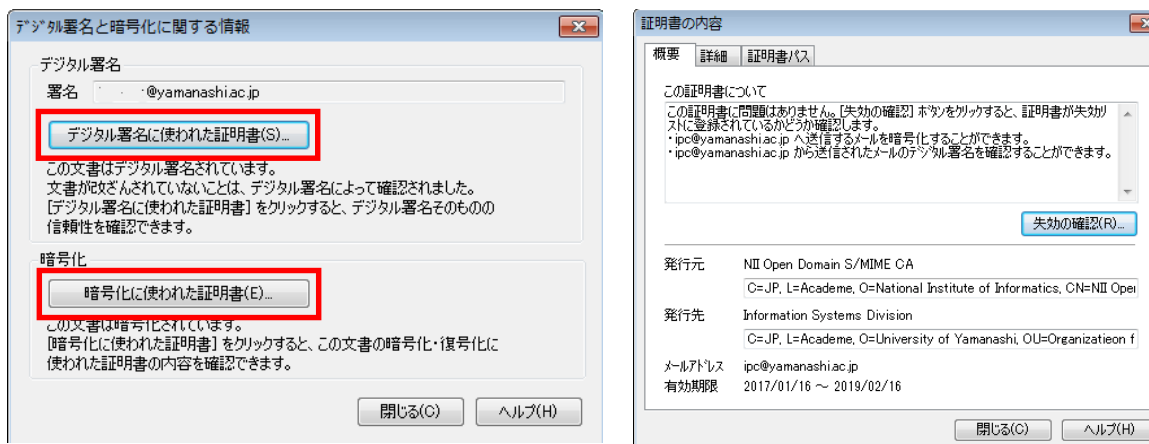 ﾃﾞｼﾞﾀﾙ署名と暗号化に関する情報
デジタル署名
署名
@yamanashi.ac.jp
デジタル署名に使われた証明書(S)...
この文書はデジタル署名されています。
文書が改ざんされていないことは、デジタル署名によって確認されました。
[デジタル署名に使われた証明書] をクリックすると、デジタル署名そのものの
信頼性を確認できます。
暗号化
暗号化に使われた証明書(E)...
この文書は暗号化されています。
[暗号化に使われた証明書] をクリックすると、この文書の暗号化・復号化に
使われた証明書の内容を確認できます。
閉じる(C)
ヘルプ(H)
証明書の内容
概要
詳細
証明書パス
この証明書について
この証明書に問題はありません。[失効の確認] ボタンをクリックすると、証明書が失効リ
ストに登録されているかどうか確認します。
・ipc@yamanashi.ac.jp へ送信するメールを暗号化することができます。
・ipc@yamanashi.ac.jp から送信されたメールのデジタル署名を確認することができます。
失効の確認(R)...
発行元
NII Open Domain S/MIME CA
C=JP, L=Academe, O=National Institute of Informatics, CN=NII Oper
発行先
Information Systems Division
C=JP, L=Academe, O=University of Yamanashi, OU=Organizatieon f
メールアドレス
ipc@yamanashi.ac.jp
有効期限
2017/01/16 ～ 2019/02/16
閉じる(C)
ヘルプ(H)